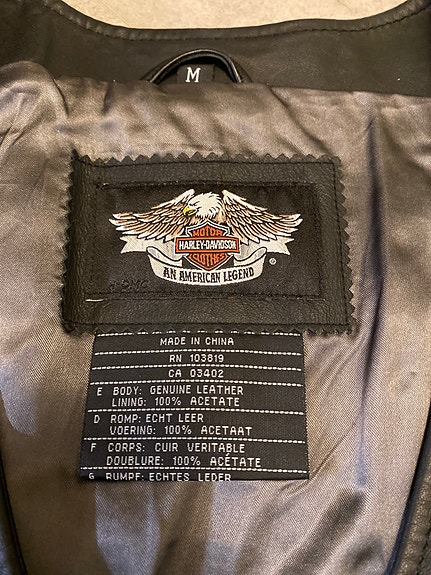 M
MOTOR
HARLEY-DAVIDSON
CLOTHES
AN AMERICAN LEGEND
®
MADE IN CHINA
RN 103819
CA 03402
E BODY: GENUINE LEATHER
LINING: 100% ACETATE
D ROMP: ECHT LEER
VOERING: 100% ACETAAT
F CORPS: CUIR VERITABLE
DOUBLURE: 100% ACÉTATE
G RUMPF: ECHTES LEDER